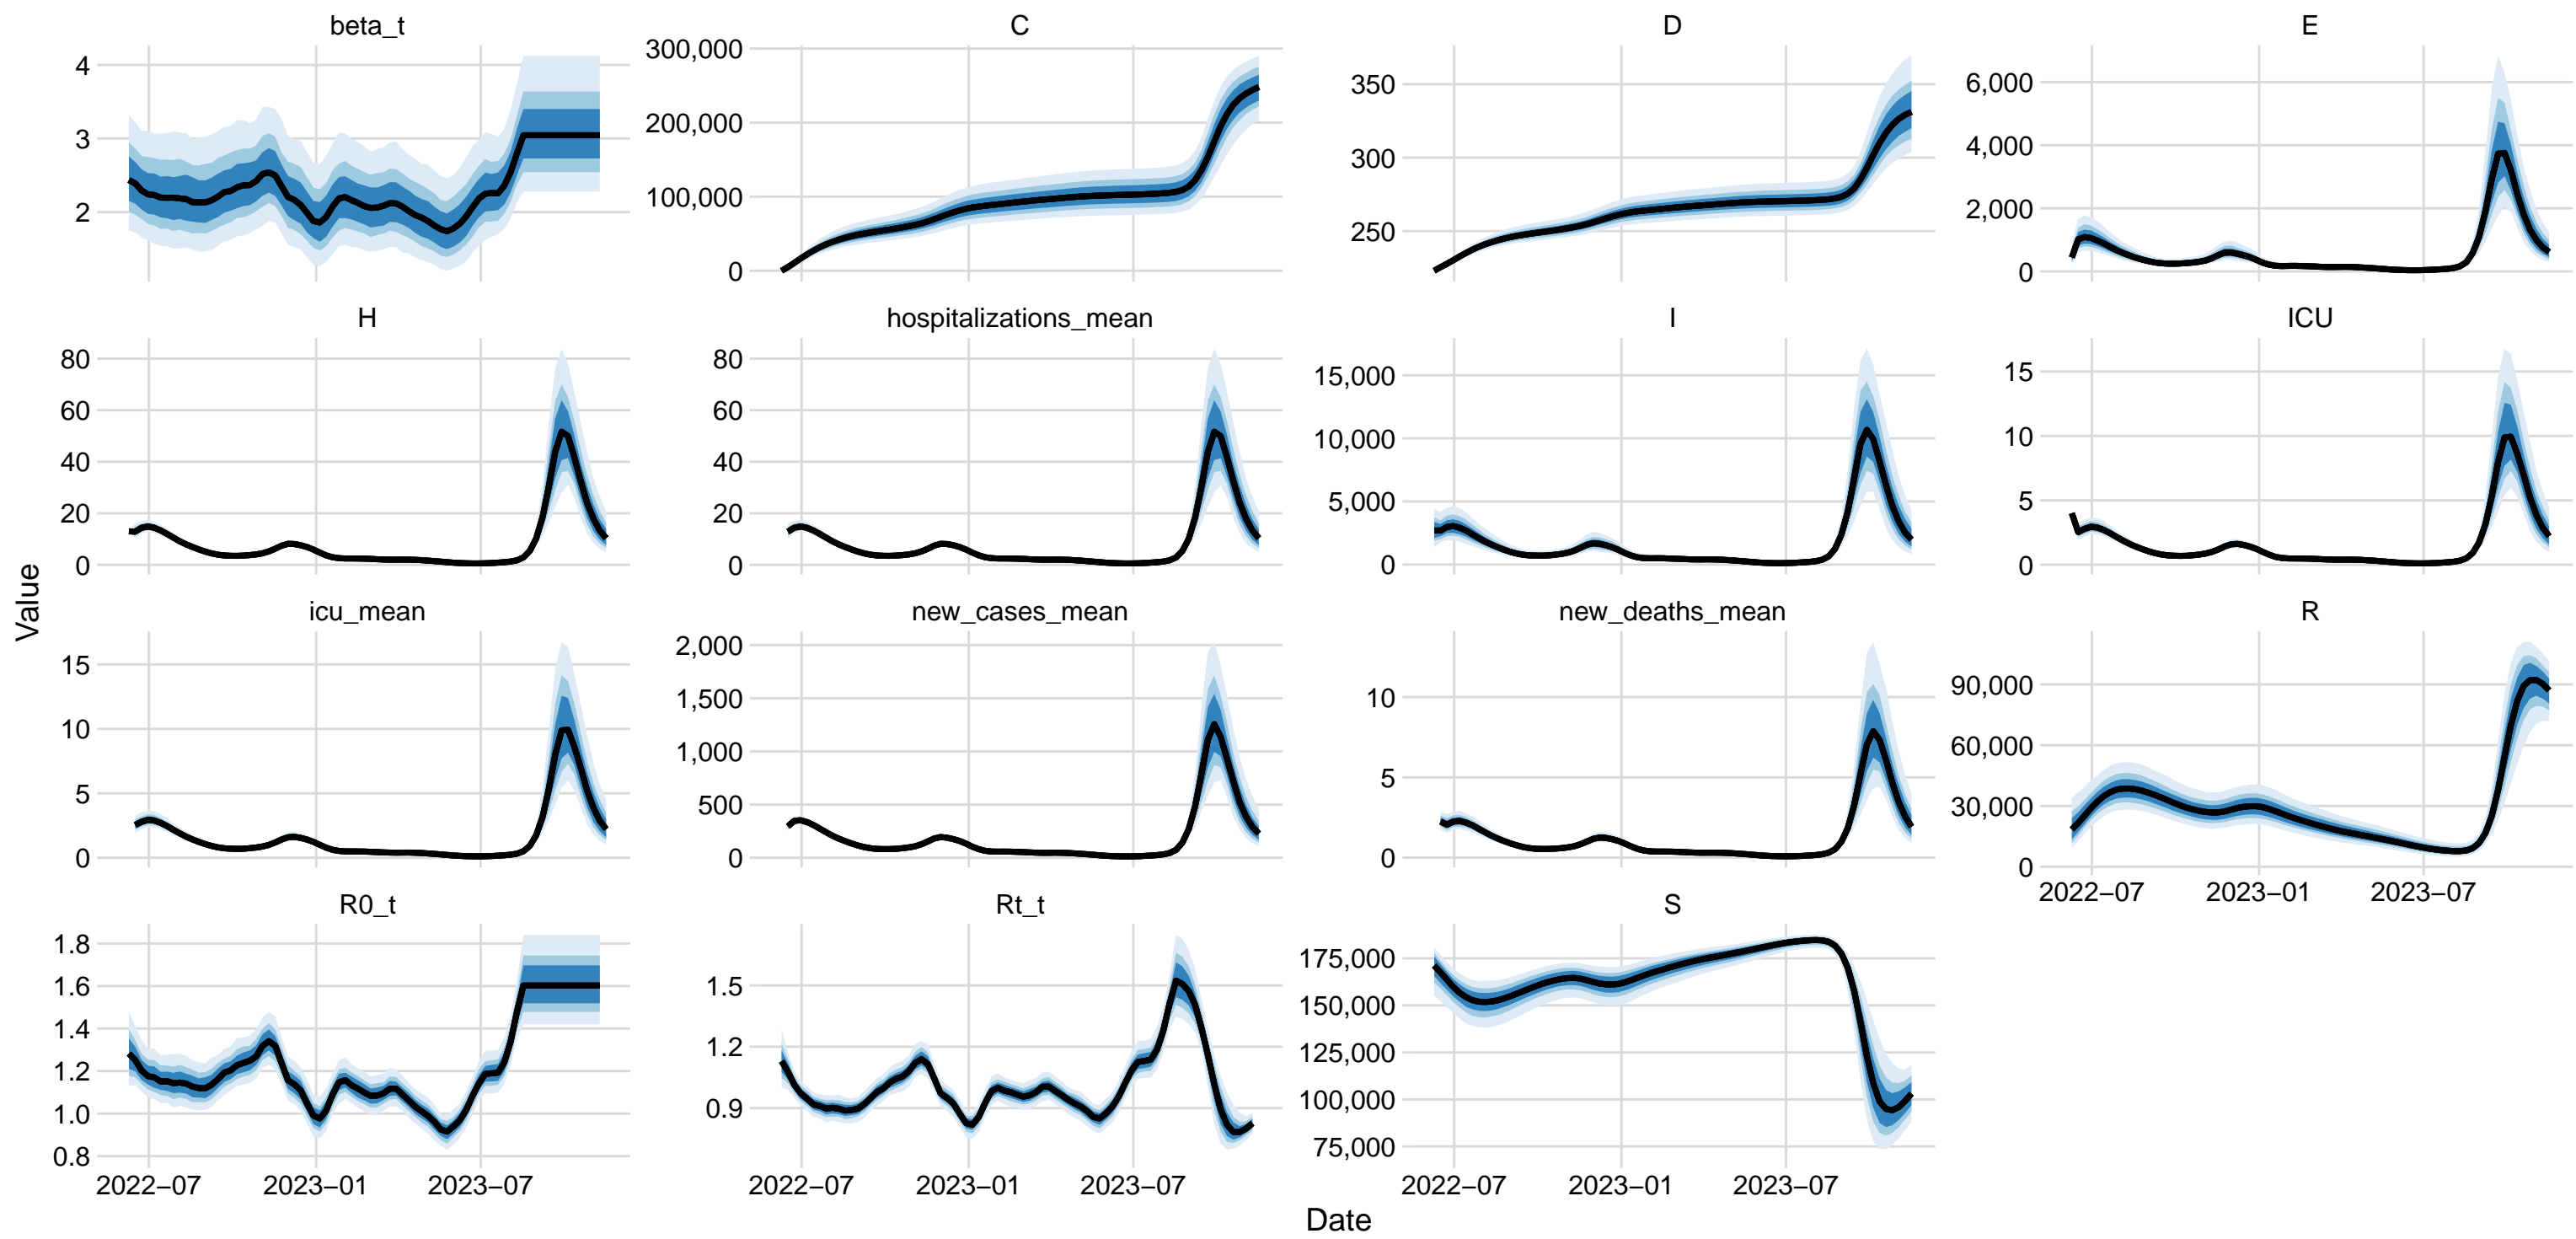 beta_t
C
D
E
4
3
2
300,000
200,000
100,000
0
350
300
250
6,000
4,000
2,000
0
H
hospitalizations_mean
I
ICU
80
60
40
20
0
80
60
40
20
0
15,000
10,000
5,000
0
15
10
5
0
Value
icu_mean
new_cases_mean
new_deaths_mean
R
15
10
5
0
2,000
1,500
1,000
500
0
10
5
0
90,000
60,000
30,000
0
2022−07 2023−01 2023−07
R0_t
Rt_t
S
1.8
1.6
1.4
1.2
1.0
0.8
1.5
1.2
0.9
175,000
150,000
125,000
100,000
75,000
2022−07 2023−01 2023−07
2022−07 2023−01 2023−07
2022−07 2023−01 2023−07
Date